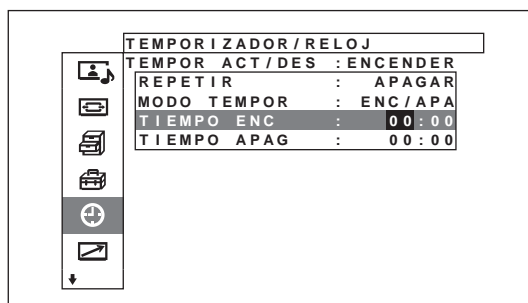 TEMPORIZADOR/RELOJ
TEMPOR ACT/DES :ENCENDER
REPETIR : APAGAR
MODO TEMPOR : ENC/APA
TIEMPO ENC : 00:00
TIEMPO APAG : 00:00